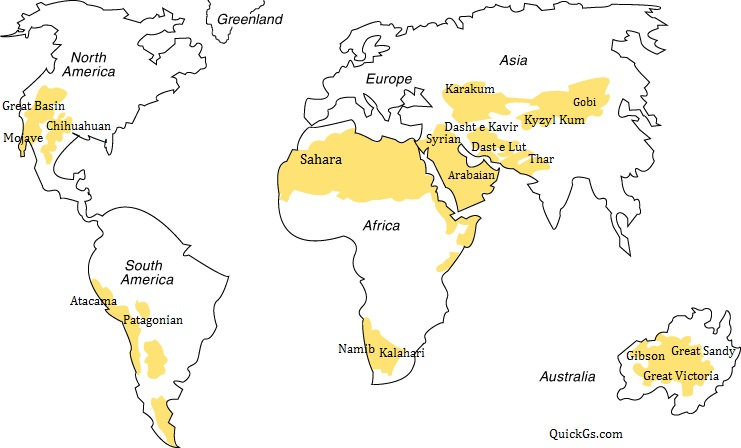 Greenland
North
America
Great Basin
Mojave
Chihuahuan
Europe
Asia
Karakum
Gobi
Kyzyl Kum
Dasht e Kavir
Syrian
Dast e Lut
Thar
Arabaian
Sahara
Africa
South
America
Atacama
Patagonian
Namib
Kalahari
Australia
Gibson
Great Sandy
Great Victoria
QuickGs.com